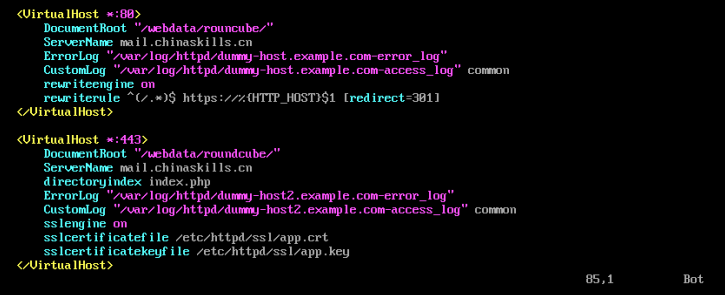 <VirtualHost *:80>
    DocumentRoot "/webdata/rouncube/"
    ServerName mail.chinaskills.cn
    ErrorLog "/var/log/httpd/dummy-host.example.com-error_log"
    CustomLog "/var/log/httpd/dummy-host.example.com-access_log" common
    rewriteengine on
    rewriterule ^(/.*)$ https://%{HTTP_HOST}$1 [redirect=301]
</VirtualHost>

<VirtualHost *:443>
    DocumentRoot "/webdata/roundcube/"
    ServerName mail.chinaskills.cn
    directoryindex index.php
    ErrorLog "/var/log/httpd/dummy-host2.example.com-error_log"
    CustomLog "/var/log/httpd/dummy-host2.example.com-access_log" common
    sslengine on
    sslcertificatefile /etc/httpd/ssl/app.crt
    sslcertificatekeyfile /etc/httpd/ssl/app.key
</VirtualHost>
85,1 Bot